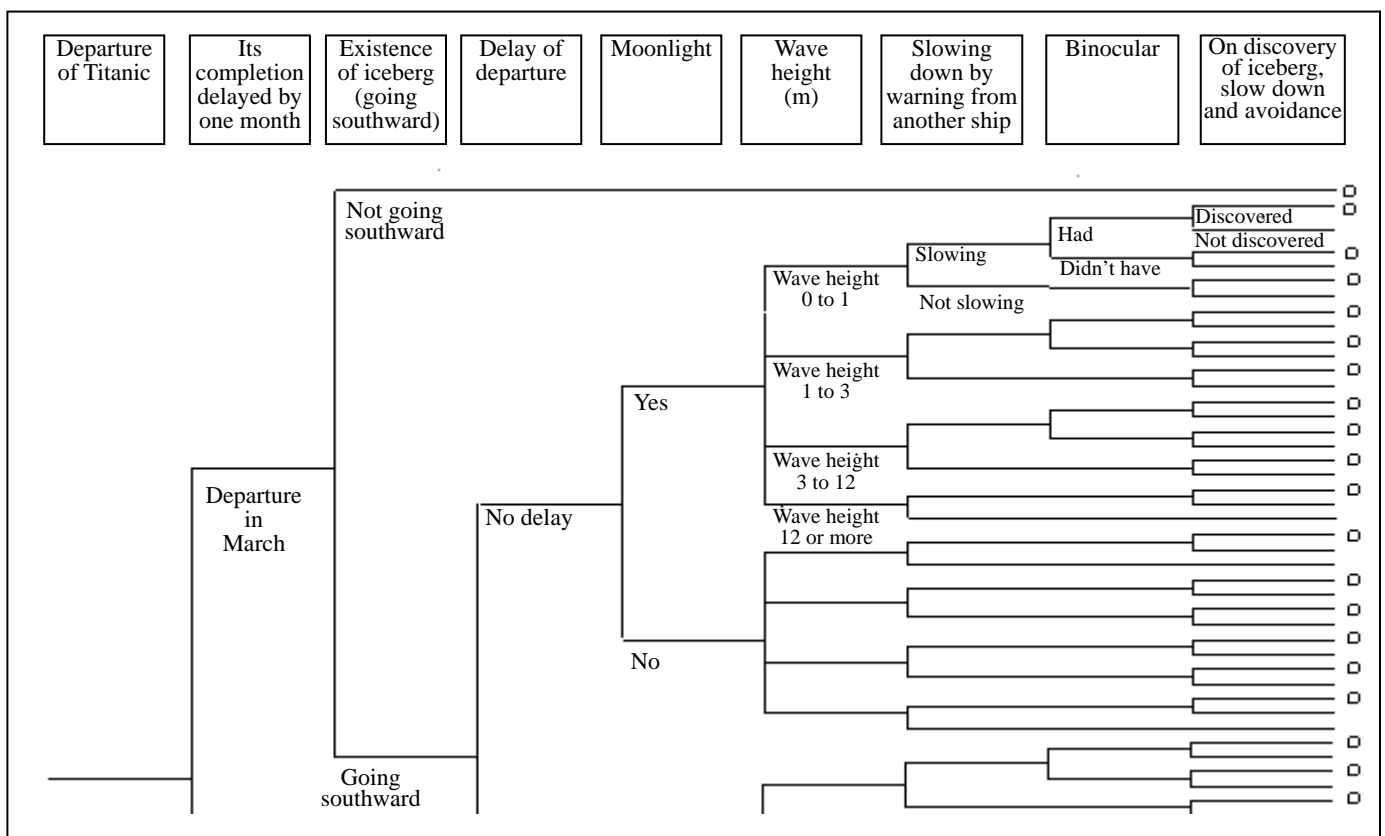 Departure
of Titanic
Its
completion
delayed by
one month
Existence
of iceberg
(going
southward)
Delay of
departure
Moonlight
Wave
height
(m)
Slowing
down by
warning from
another ship
Binocular
On discovery
of iceberg,
slow down
and avoidance
Not going
southward
Discovered
Not discovered
Had
Didn't have
Slowing
Not slowing
Wave height
0 to 1
Wave height
1 to 3
Yes
Wave height
3 to 12
Wave height
12 or more
Departure
in
March
No delay
No
Going
southward